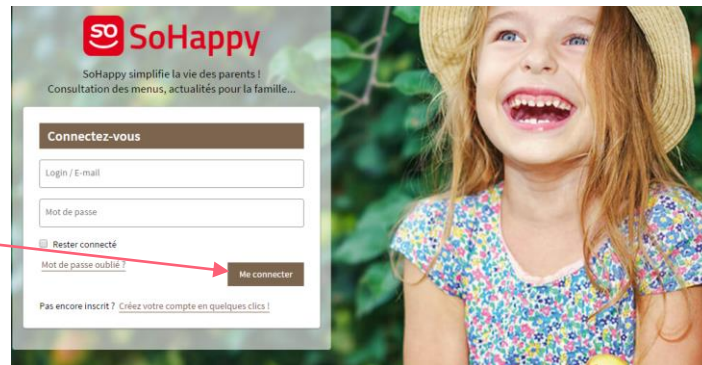 so SoHappy
SoHappy simplifie la vie des parents !
Consultation des menus, actualités pour la famille...
Connectez-vous
Login / E-mail
Mot de passe
Rester connecté
Mot de passe oublié ?
Me connecter
Pas encore inscrit ? Créez votre compte en quelques clics !